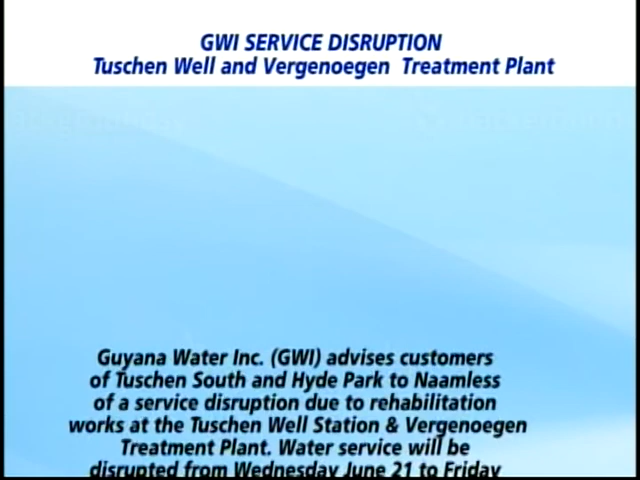 GWI SERVICE DISRUPTION
Tuschen Well and Vergenoegen Treatment Plant
Guyana Water Inc. (GWI) advises customers
of Tuschen South and Hyde Park to Naamless
of a service disruption due to rehabilitation
works at the Tuschen Well Station & Vergenoegen
Treatment Plant. Water service will be
disrupted from Wednesday June 21 to Friday